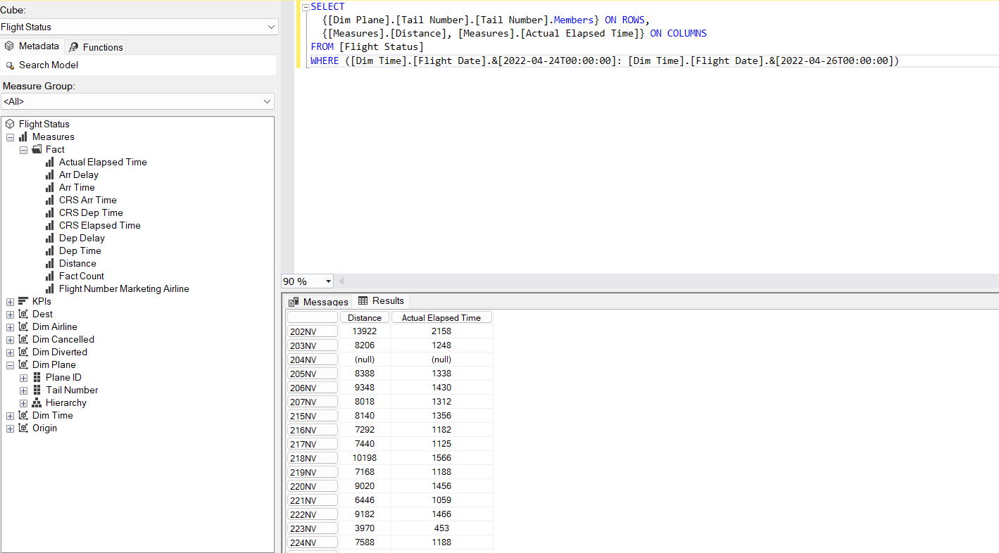 Cube:
Flight Status
Metadata Functions
Search Model
Measure Group:
<All>
Flight Status
Measures
Fact
Actual Elapsed Time
Arr Delay
Arr Time
CRS Arr Time
CRS Dep Time
CRS Elapsed Time
Dep Delay
Dep Time
Distance
Fact Count
Flight Number Marketing Airline
KPIs
Dest
Dim Airline
Dim Cancelled
Dim Diverted
Dim Plane
Plane ID
Tail Number
Hierarchy
Dim Time
Origin
SELECT
{[Dim Plane].[Tail Number].[Tail Number].Members} ON ROWS,
{[Measures].[Distance], [Measures].[Actual Elapsed Time]} ON COLUMNS
FROM [Flight Status]
WHERE ([Dim Time].[Flight Date].&[2022-04-24T00:00:00]: [Dim Time].[Flight Date].&[2022-04-26T00:00:00])
90 %
Messages Results
Distance Actual Elapsed Time
202NV 13922 2158
203NV 8206 1248
204NV (null) (null)
205NV 8388 1338
206NV 9348 1430
207NV 8018 1312
215NV 8140 1356
216NV 7292 1182
217NV 7440 1125
218NV 10198 1566
219NV 7168 1188
220NV 9020 1456
221NV 6446 1059
222NV 9182 1466
223NV 3970 453
224NV 7588 1188